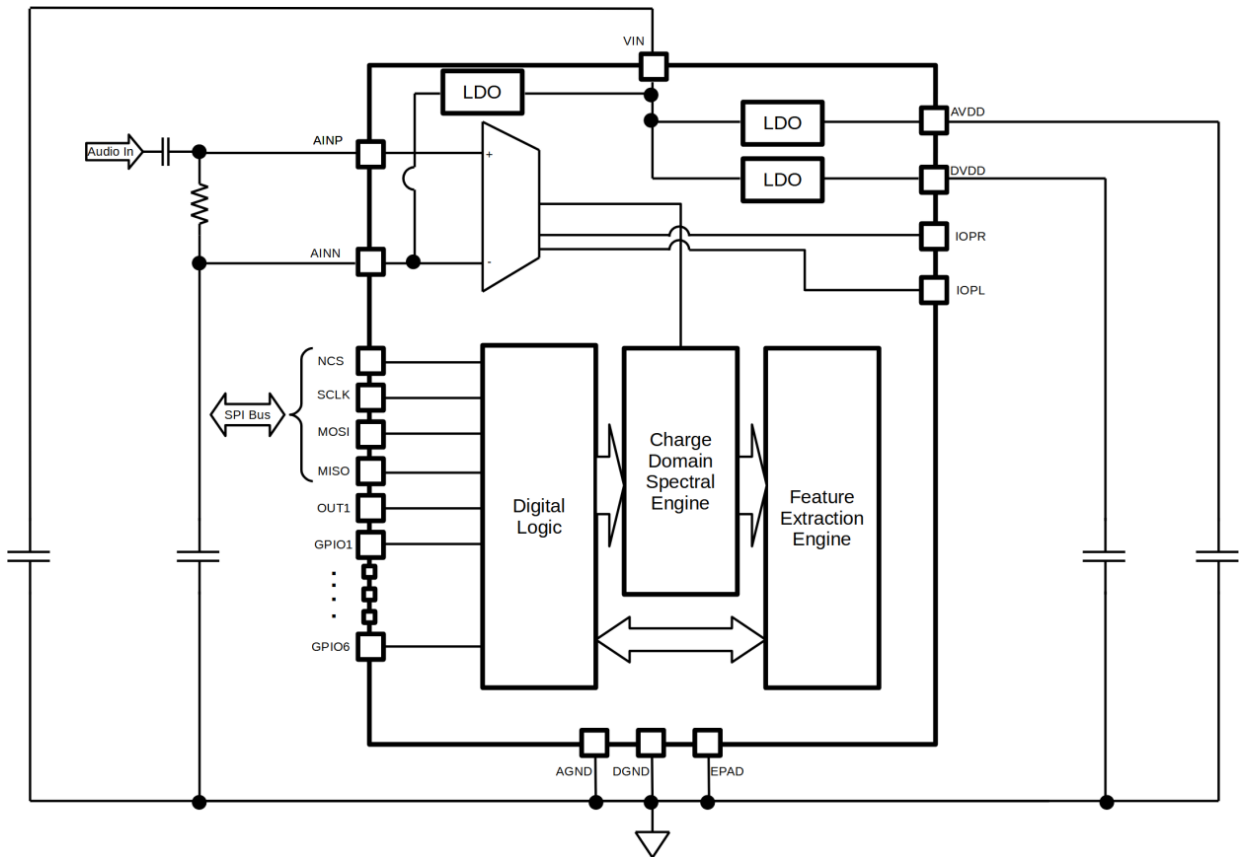 VIN
LDO
AVDD
LDO
Audio In
AINP
+
DVDD
LDO
IOPR
AINN
-
IOPL
NCS
SCLK
SPI Bus
MOSI
MISO
OUT1
GPIO1
GPIO6
Digital
Logic
Charge
Domain
Spectral
Engine
Feature
Extraction
Engine
AGND
DGND
EPAD